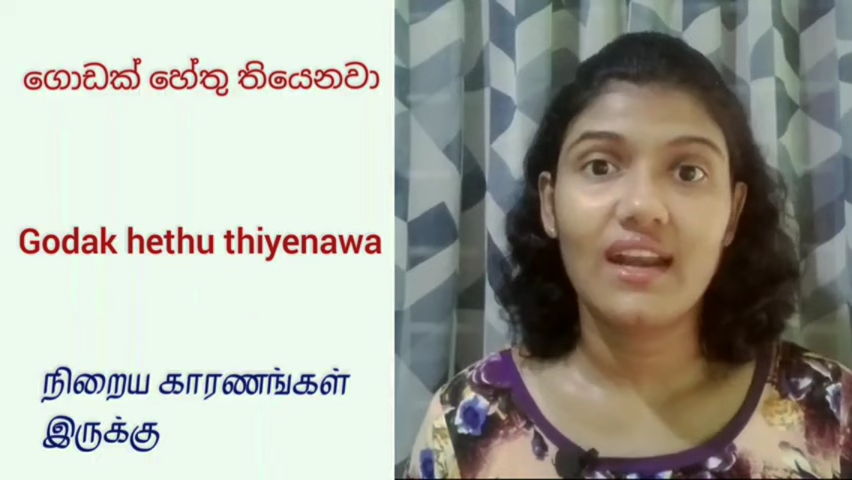 ගොඩක් හේතු තියෙනවා
Godak hethu thiyenawa
நிறைய காரணங்கள்
இருக்கு